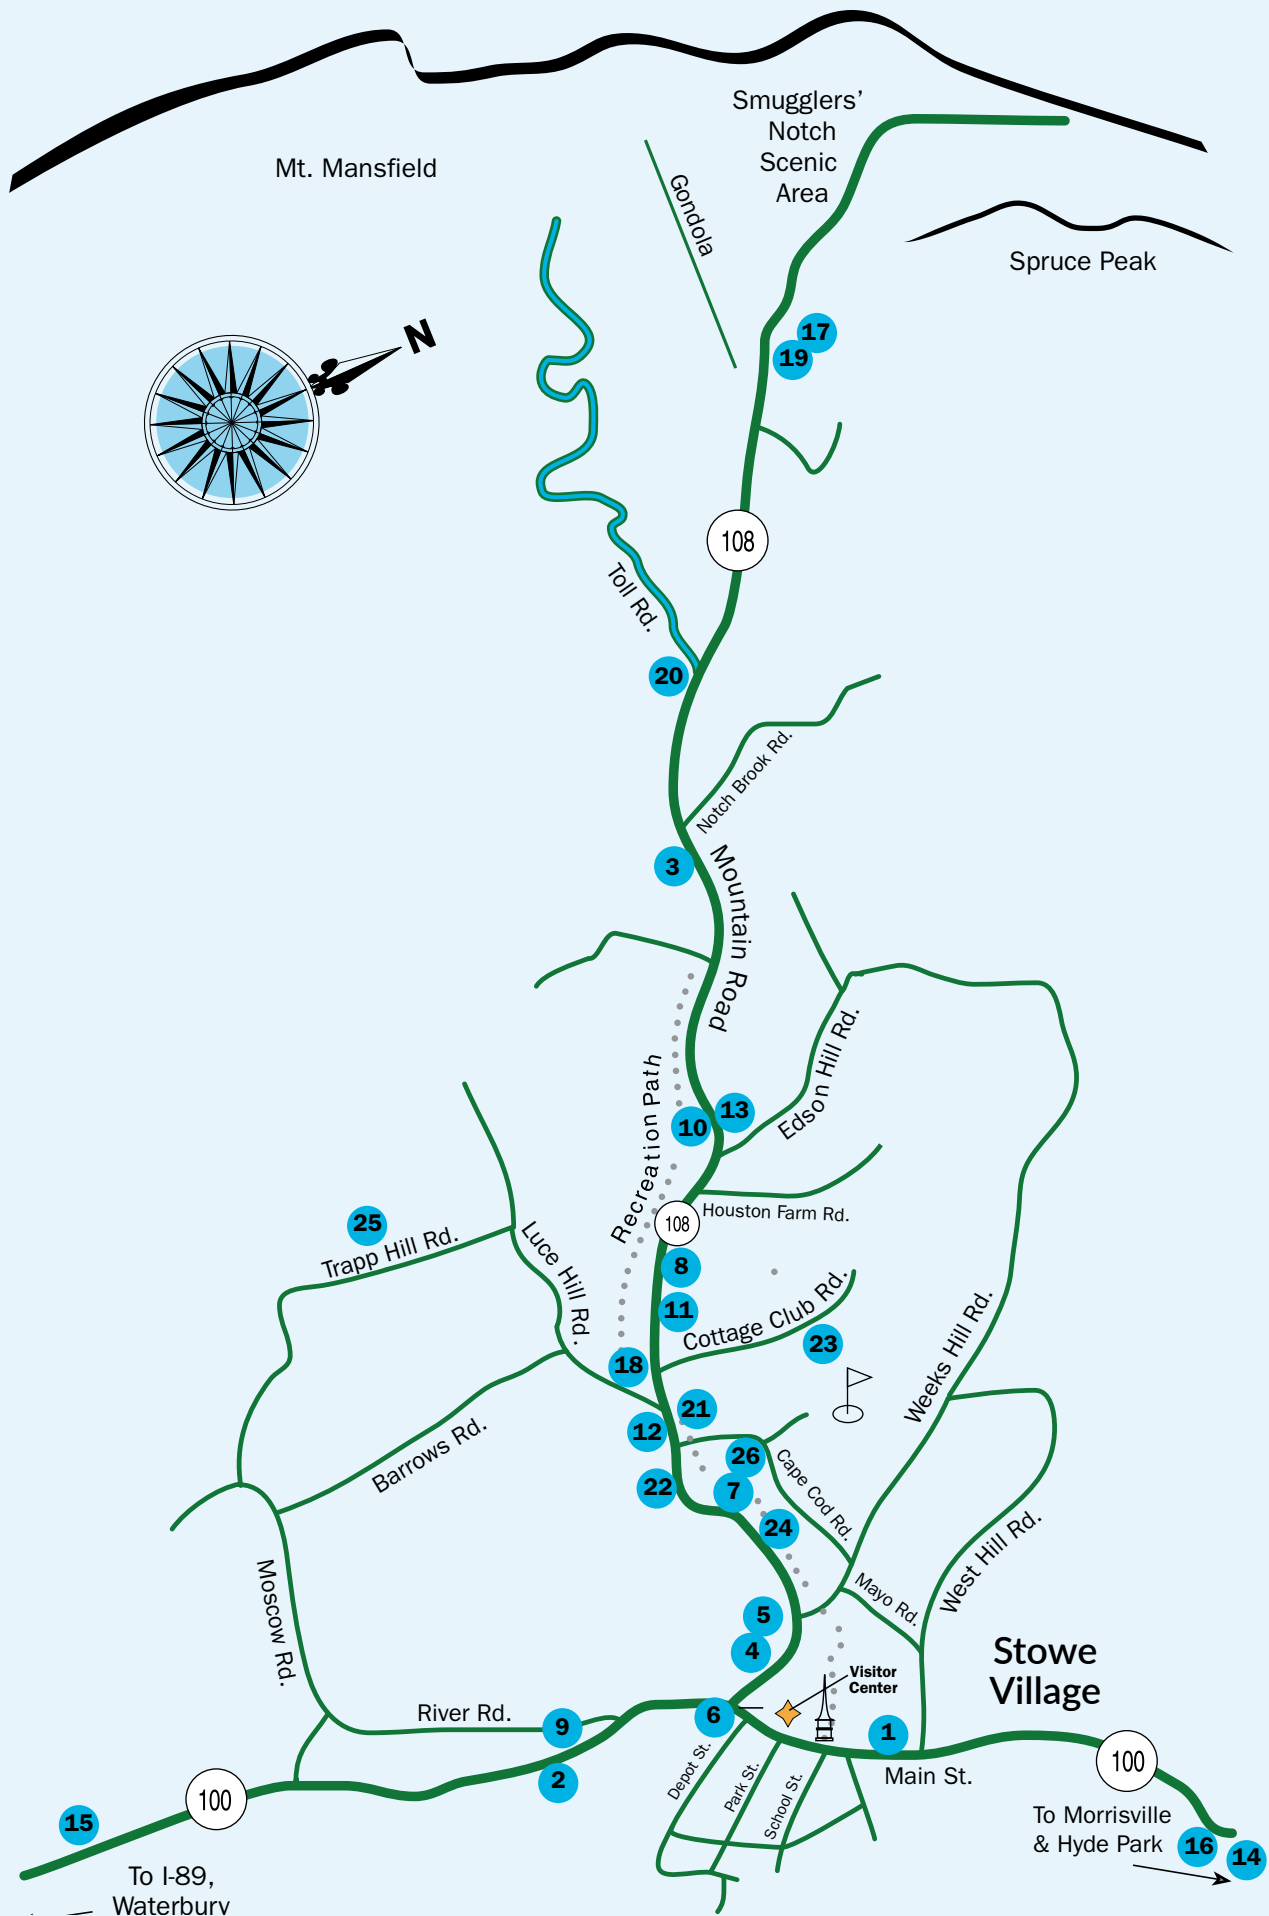 Smugglers’
Notch
Scenic
Area
Mt. Mansfield
Gondola
Spruce Peak
N
17
19
108
Toll Rd.
20
Notch Brook Rd.
3
Mountain Road
Recreation Path
13
10
Edson Hill Rd.
Houston Farm Rd.
108
25
Trapp Hill Rd.
Luce Hill Rd.
8
11
Cottage Club Rd.
23
18
Weeks Hill Rd.
21
12
Barrows Rd.
26
Cape Cod Rd.
22
7
24
West Hill Rd.
Moscow Rd.
Mayo Rd.
5
4
Stowe
Village
Visitor
Center
River Rd.
9
6
1
2
Main St.
Depot St.
Park St.
School St.
100
100
15
To Morrisville
& Hyde Park
16
14
To I-89,
Waterbury